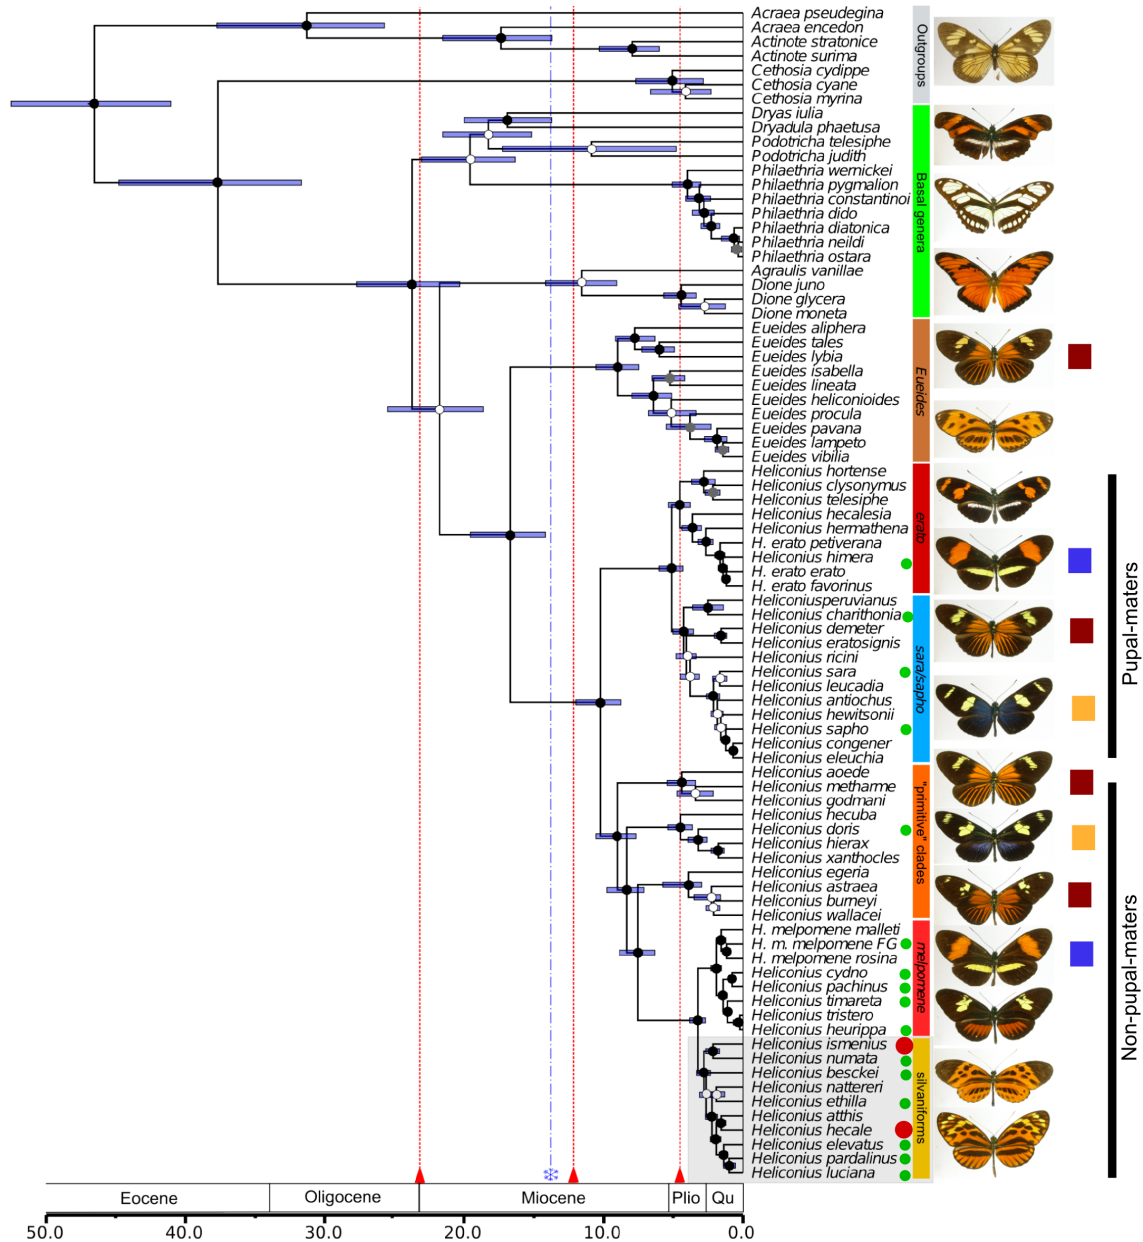 Acraea pseudegina
Acraea encedon
Actinote stratonice
Actinote surima
Cethosia cydippe
Cethosia cyane
Cethosia myrina
Dryas iulia
Dryadula phaetusa
Podotricha telesiphe
Podotricha judith
Philaethria wernickei
Philaethria pygmalion
Philaethria constantinoi
Philaethria dido
Philaethria diatonica
Philaethria neildi
Philaethria ostara
Agraulis vanillae
Dione juno
Dione glycera
Dione moneta
Eueides aliphera
Eueides tales
Eueides lybia
Eueides isabella
Eueides lineata
Eueides heliconioides
Eueides procula
Eueides pavana
Eueides lampeto
Eueides vibilia
Heliconius hortense
Heliconius clysonymus
Heliconius telesiphe
Heliconius hecalesia
Heliconius hermathena
H. erato petiverana
Heliconius himera
H. erato erato
H. erato favorinus
Heliconiusperuvianus
Heliconius charithonia
Heliconius demeter
Heliconius eratosignis
Heliconius ricini
Heliconius sara
Heliconius leucadia
Heliconius antiochus
Heliconius hewitsonii
Heliconius sapho
Heliconius congener
Heliconius eleuchia
Heliconius aoede
Heliconius metharme
Heliconius godmani
Heliconius hecuba
Heliconius doris
Heliconius hierax
Heliconius xanthocles
Heliconius egeria
Heliconius astraea
Heliconius burneyi
Heliconius wallacei
H. melpomene malleti
H. m. melpomene FG
H. melpomene rosina
Heliconius cydno
Heliconius pachinus
Heliconius timareta
Heliconius tristero
Heliconius heurippa
Heliconius ismenius
Heliconius numata
Heliconius besckei
Heliconius nattereri
Heliconius ethilla
Heliconius atthis
Heliconius hecale
Heliconius elevatus
Heliconius pardalinus
Heliconius luciana
Outgroups
Basal genera
Eueides
erato
sara/sapho
"primitive" clades
melpomene
silvaniforms
Pupal-maters
Non-pupal-maters
Eocene Oligocene Miocene Plio Qu
50.0 40.0 30.0 20.0 10.0 0.0